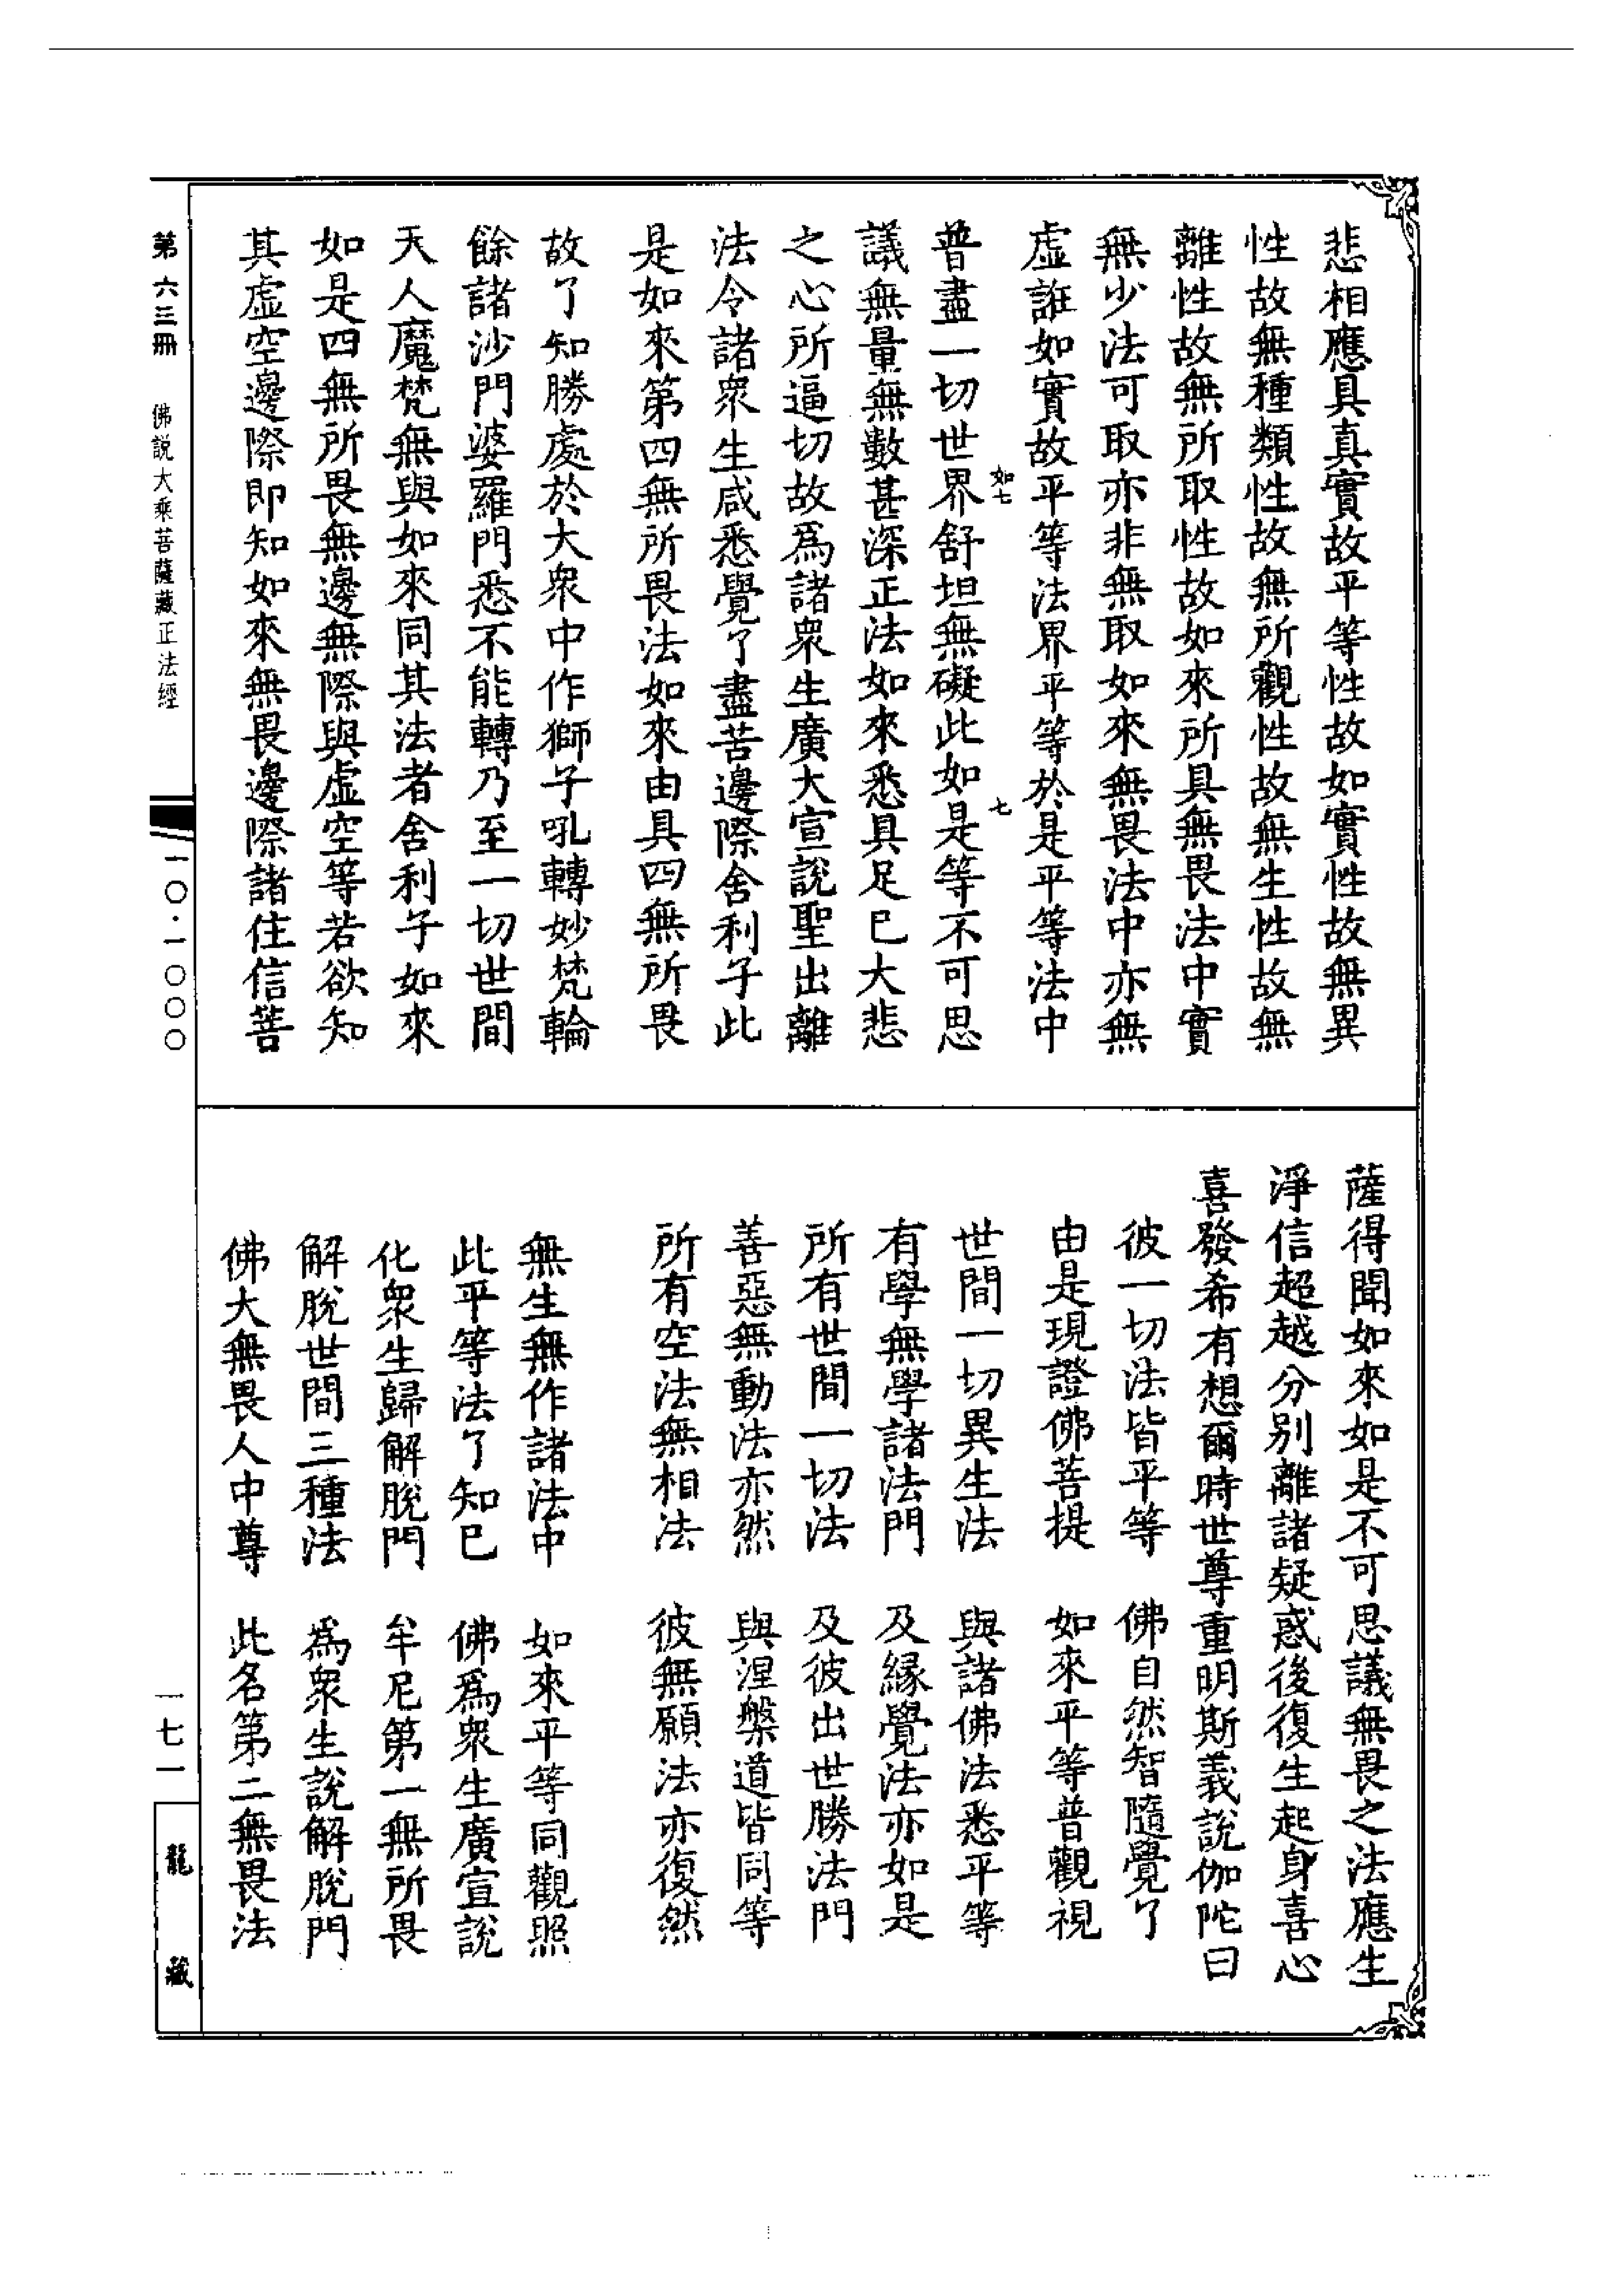 悲相應具真實故平等性故如實性故無異
性故無種類性故無所觀性故無生性故無
離性故無所取性故如來所具無畏法中實
無少法可取亦非無取如來無畏法中亦無
虛誑如實故平等法界平等於是平等法中
如七
七
普盡一切世界舒坦無礙此如是等不可思
議無量無數甚深正法如來悉具足已大悲
之心所逼切故為諸眾生廣大宣說聖出離
法令諸眾生咸悉覺了盡苦邊際舍利子此
是如來第四無所畏法如來由具四無所畏
故了知勝處於大眾中作獅子吼轉妙梵輪
餘諸沙門婆羅門悉不能轉乃至一切世間
天人魔梵無與如來同其法者舍利子如來
如是四無所畏無邊無際與虛空等若欲知
其虛空邊際即知如來無畏邊際諸住信菩
薩得聞如來如是不可思議無畏之法應生
淨信超越分別離諸疑惑後復生起身喜心
喜發希有想爾時世尊重明斯義說伽陀曰
彼一切法皆平等　佛自然智隨覺了
由是現證佛菩提　如來平等普觀視
世間一切異生法　與諸佛法悉平等
有學無學諸法門　及緣覺法亦如是
所有世間一切法　及彼出世勝法門
善惡無動法亦然　與涅槃道皆同等
所有空法無相法　彼無願法亦復然
無生無作諸法中　如來平等同觀照
此平等法了知已　佛為眾生廣宣說
化眾生歸解脫門　牟尼第一無所畏
解脫世間三種法　為眾生說解脫門
佛大無畏人中尊　此名第二無畏法
第六三冊　佛說大乘菩薩藏正法經
一〇·一〇〇〇
一七一
龍藏